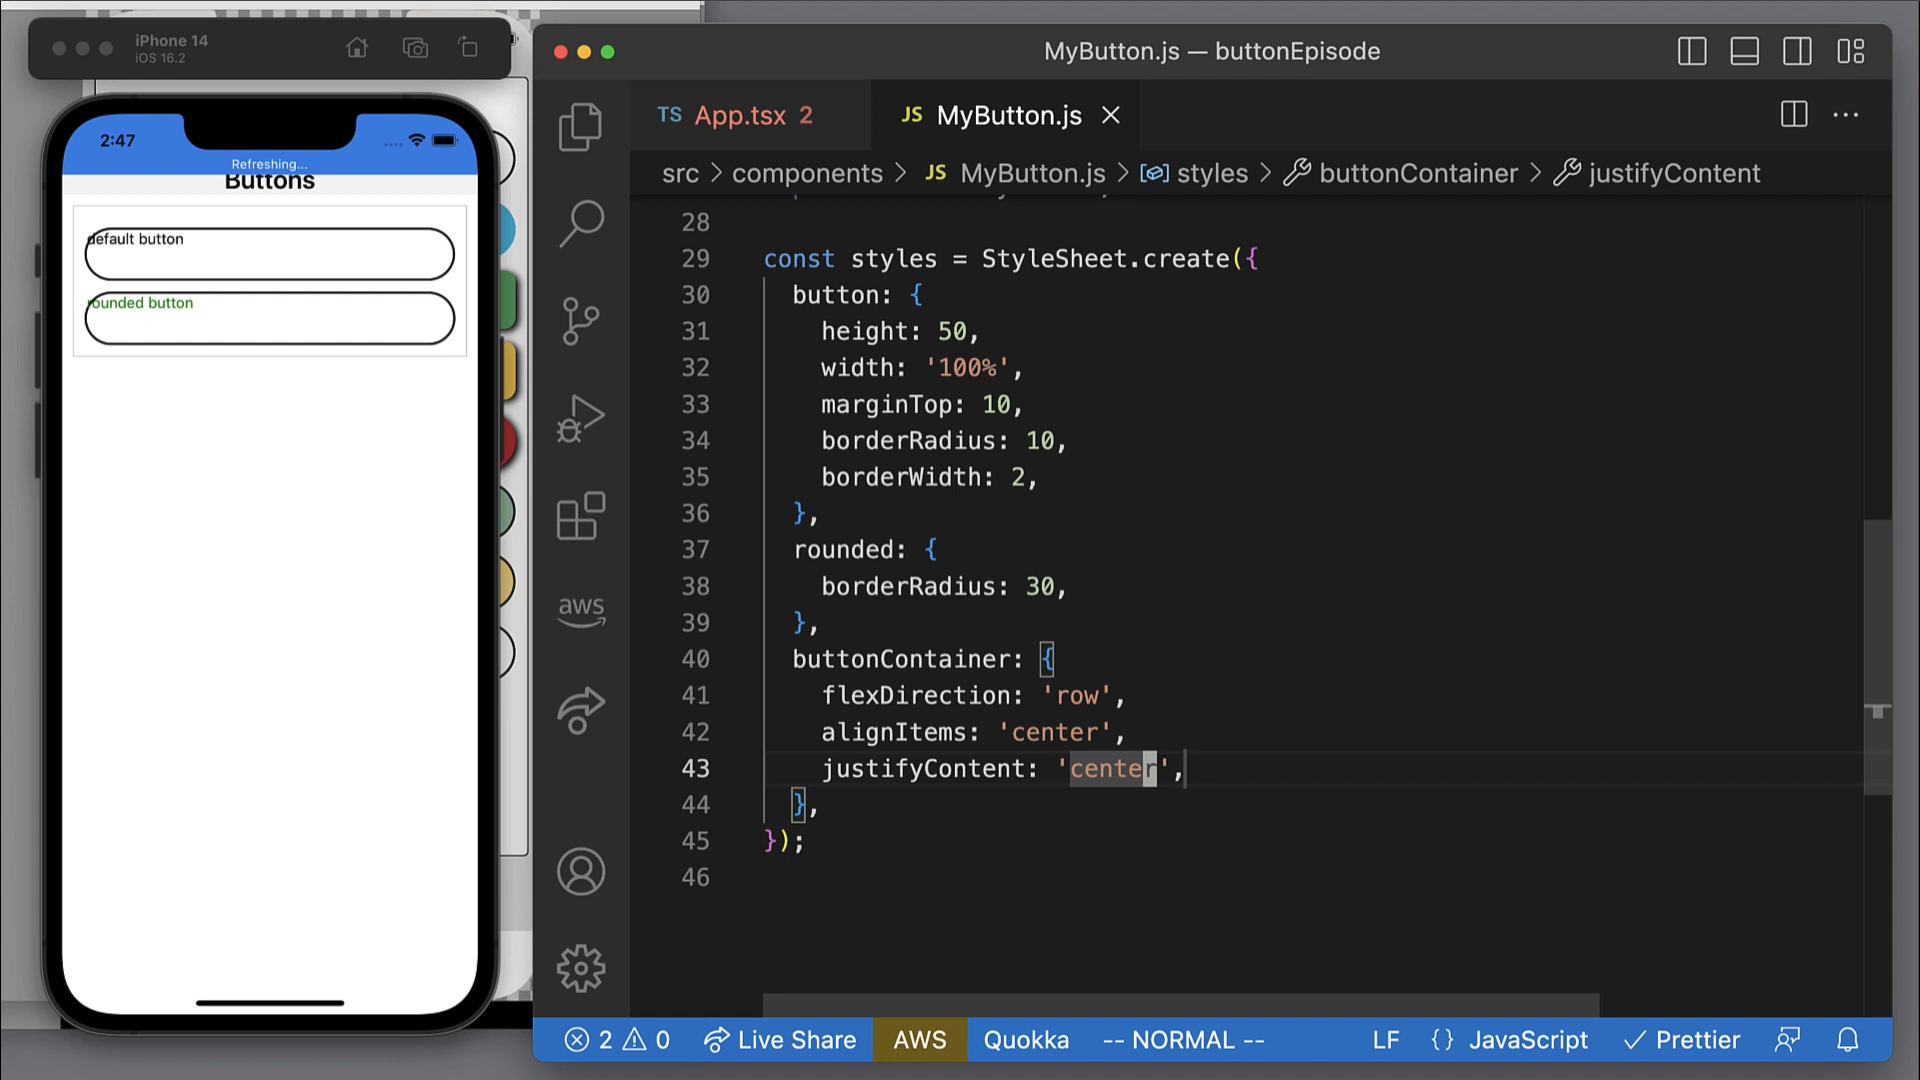 iPhone 14
iOS 16.2
2:47
Refreshing...
Buttons
default button
rounded button
MyButton.js — buttonEpisode
TS App.tsx 2
JS MyButton.js
src > components > JS MyButton.js > styles > buttonContainer > justifyContent
28
29 const styles = StyleSheet.create({
30 button: {
31 height: 50,
32 width: '100%',
33 marginTop: 10,
34 borderRadius: 10,
35 borderWidth: 2,
36 },
37 rounded: {
38 borderRadius: 30,
39 },
40 buttonContainer: {
41 flexDirection: 'row',
42 alignItems: 'center',
43 justifyContent: 'center',
44 },
45 });
46
aws
2 0 Live Share AWS Quokka -- NORMAL -- LF {} JavaScript Prettier